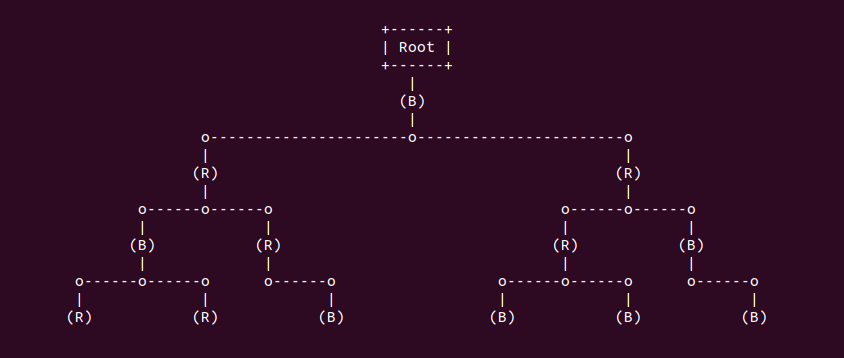 +------+
| Root |
+------+
|
(B)
|
o----------------------o-----------------------o
| |
(R) (R)
| |
o------o------o o------o------o
| | | |
(B) (R) (R) (B)
| | | |
o------o------o o------o o------o------o o------o
| | | | | |
(R) (R) (B) (B) (B) (B)